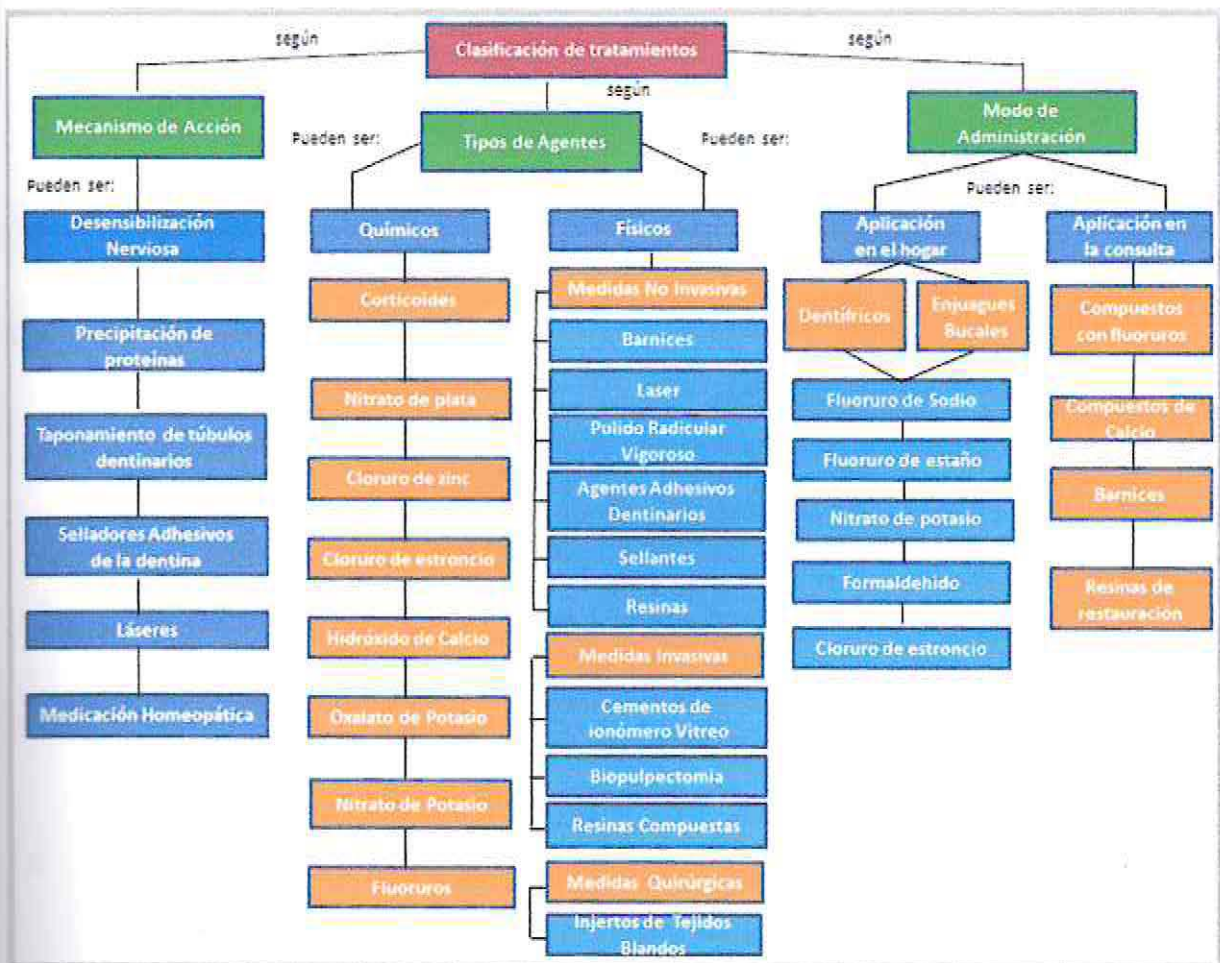 Clasificación de tratamientos
según
según
según
Mecanismo de Acción
Pueden ser:
Desensibilización
Nerviosa
Precipitación de
proteínas
Taponamiento de túbulos
dentinarios
Selladores Adhesivos
de la dentina
Láseres
Medicación Homeopática
Tipos de Agentes
Pueden ser:
Pueden ser:
Químicos
Corticoides
Nitrato de plata
Cloruro de zinc
Cloruro de estroncio
Hidróxido de Calcio
Oxalato de Potasio
Nitrato de Potasio
Fluoruros
Físicos
Medidas No Invasivas
Barnices
Laser
Pulido Radicular
Vigoroso
Agentes Adhesivos
Dentinarios
Sellantes
Resinas
Medidas Invasivas
Cementos de
ionómero Vitreo
Biopulpectomia
Resinas Compuestas
Medidas Quirúrgicas
Injertos de Tejidos
Blandos
Modo de
Administración
Pueden ser:
Aplicación
en el hogar
Dentífricos
Enjuagues
Bucales
Fluoruro de Sodio
Fluoruro de estaño
Nitrato de potasio
Formaldehido
Cloruro de estroncio
Aplicación en
la consulta
Compuestos
con fluoruros
Compuestos de
Calcio
Barnices
Resinas de
restauración